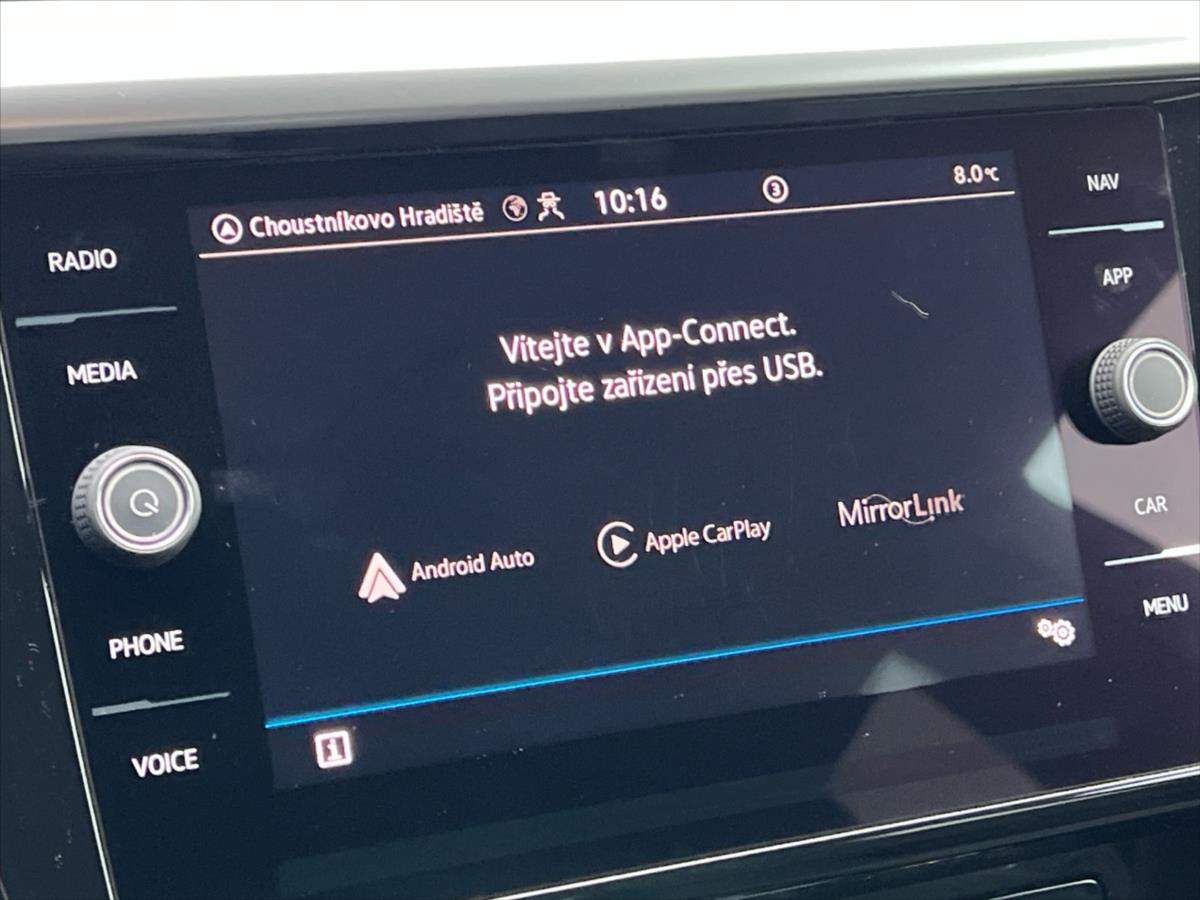 Choustníkovo Hradiště 10:16 3 8.0°C
NAV
RADIO
APP
Vítejte v App-Connect.
MEDIA
Připojte zařízení přes USB.
Android Auto Apple CarPlay MirrorLink
CAR
PHONE
MENU
VOICE
i